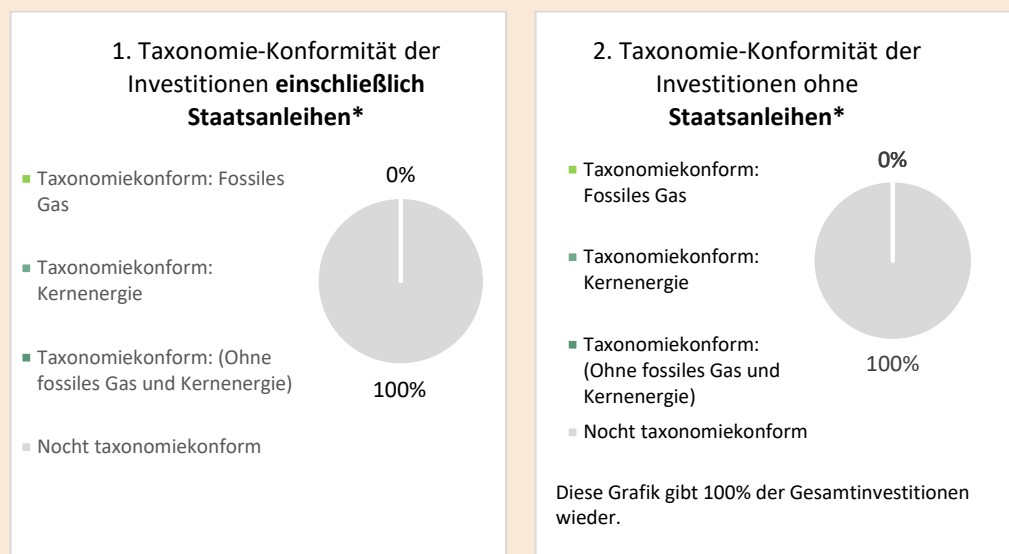 1. Taxonomie-Konformität der
Investitionen einschließlich
Staatsanleihen*
Taxonomiekonform: Fossiles
Gas
Taxonomiekonform:
Kernenergie
Taxonomiekonform: (Ohne
fossiles Gas und Kernenergie)
Nocht taxonomiekonform
0%
100%
2. Taxonomie-Konformität der
Investitionen ohne
Staatsanleihen*
Taxonomiekonform:
Fossiles Gas
Taxonomiekonform:
Kernenergie
Taxonomiekonform:
(Ohne fossiles Gas und
Kernenergie)
Nocht taxonomiekonform
0%
100%
Diese Grafik gibt 100% der Gesamtinvestitionen
wieder.